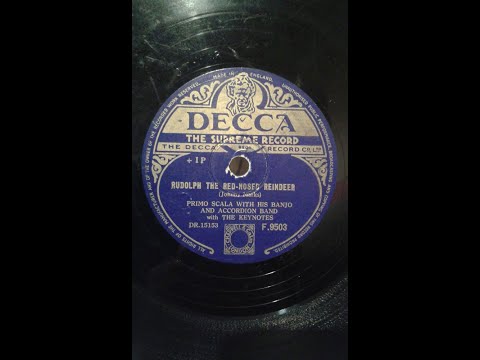 MADE IN ENGLAND.
DECCA
THE SUPREME RECORD
THE DECCA RECORD CO. LTD
+ 1P
RUDOLPH THE RED-NOSED REINDEER
(Johnny Marks)
PRIMO SCALA WITH HIS BANJO
AND ACCORDION BAND
with THE KEYNOTES
DR.15153 F.9503